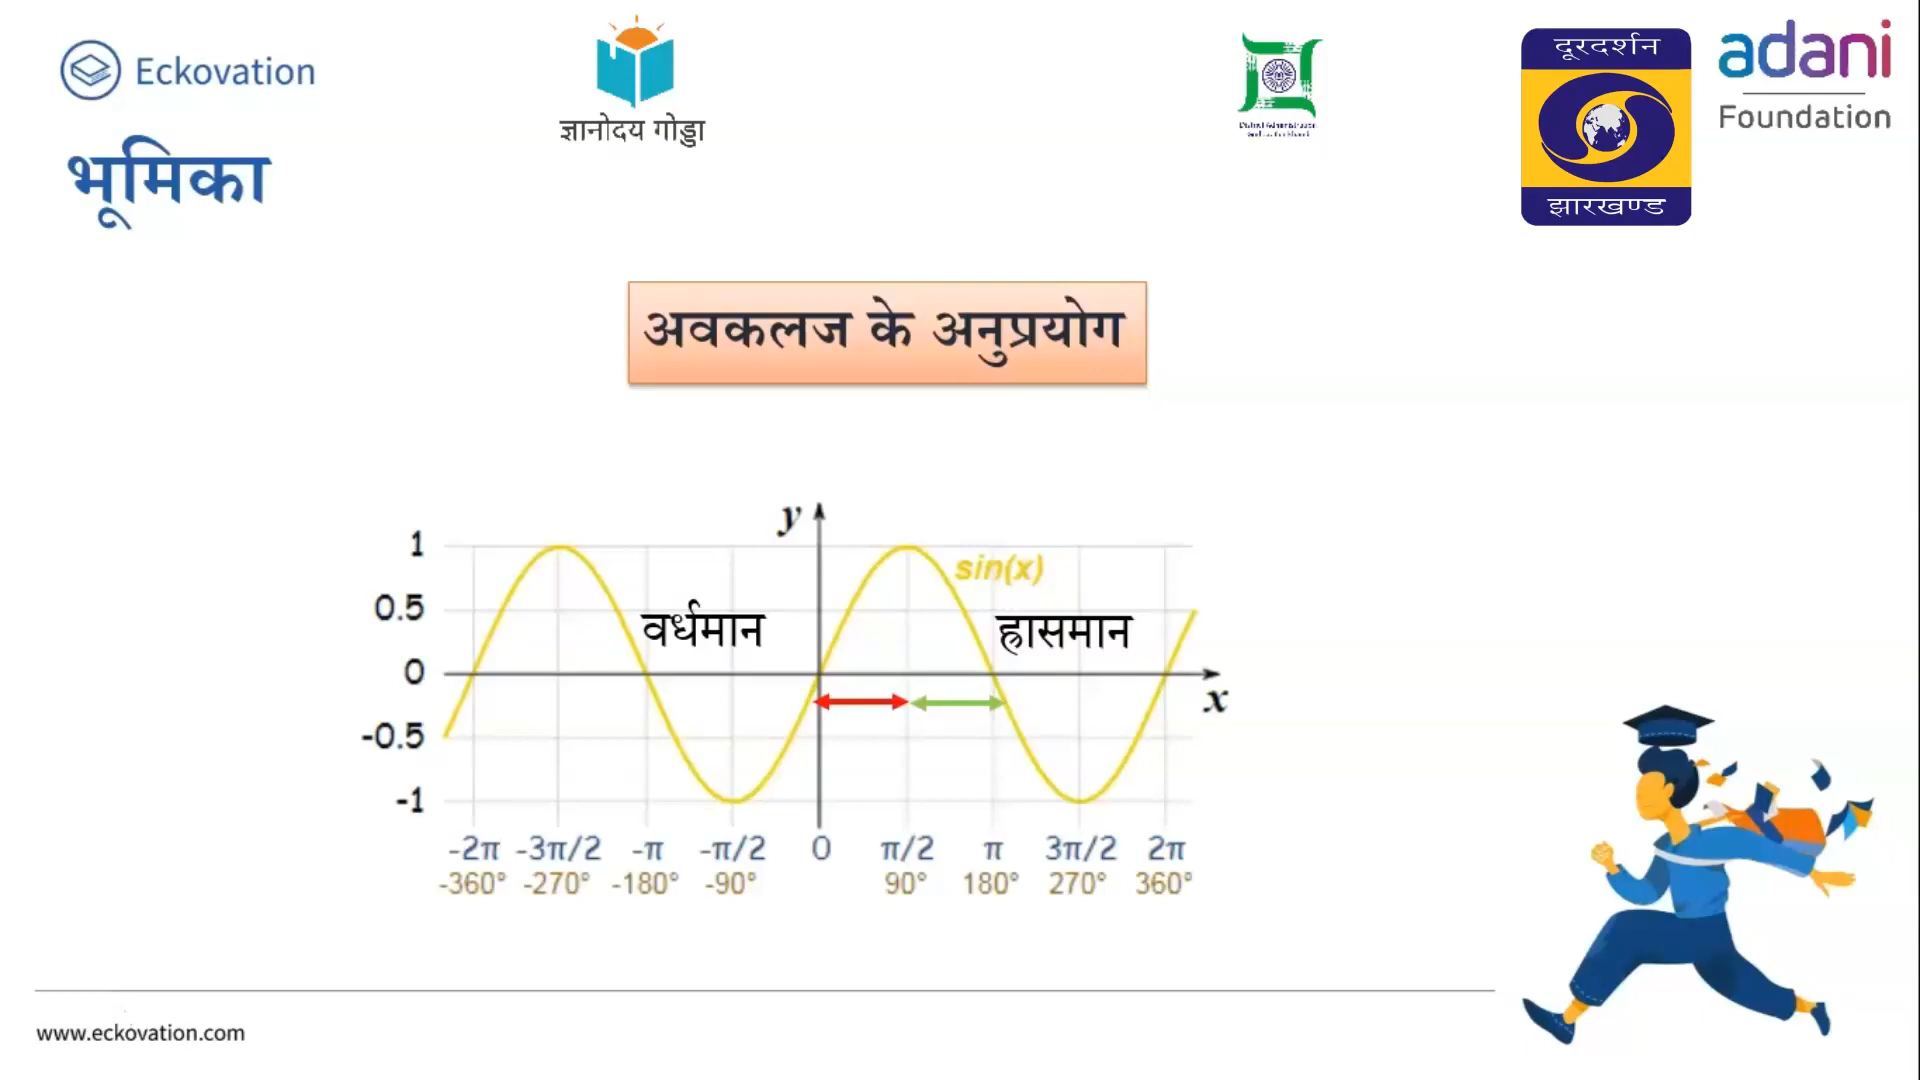 Eckovation
ज्ञानोदय गोड्डा
दूरदर्शन
झारखण्ड
adani
Foundation
भूमिका
अवकलज के अनुप्रयोग
y
1
sin(x)
0.5
वर्धमान
ह्रासमान
0
x
-0.5
-1
-2π -3π/2 -π -π/2 0 π/2 π 3π/2 2π
-360° -270° -180° -90° 90° 180° 270° 360°
www.eckovation.com